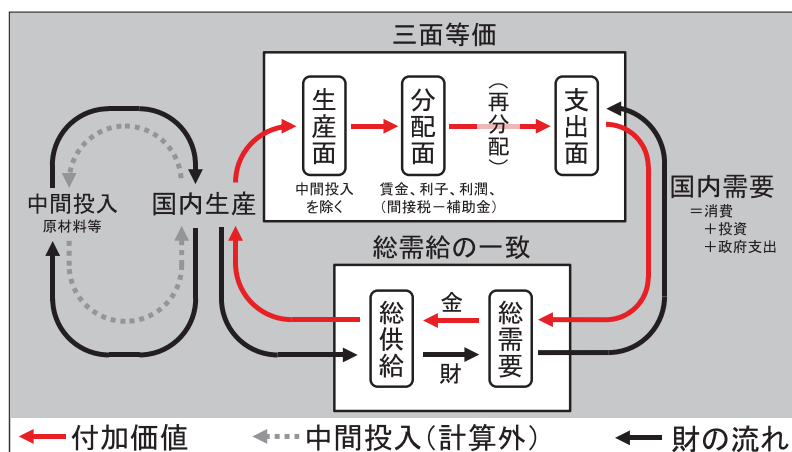 三面等価
生産面
分配面
（再分配）
支出面
中間投入
を除く
賃金、利子、利潤、
（間接税－補助金）
中間投入
原材料等
国内生産
国内需要
＝消費
＋投資
＋政府支出
総需給の一致
総供給
金
財
総需要
付加価値
中間投入（計算外）
財の流れ